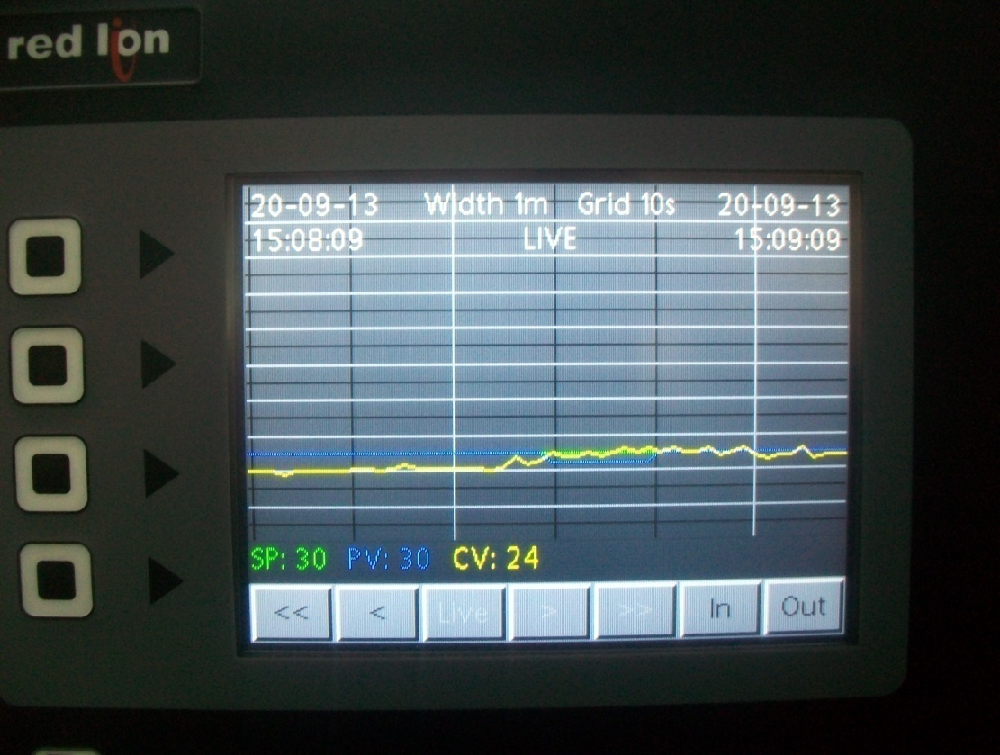 red lion
20-09-13 Width 1m Grid 10s 20-09-13
15:08:09 LIVE 15:09:09
SP: 30 PV: 30 CV: 24
<< < Live > >> In Out